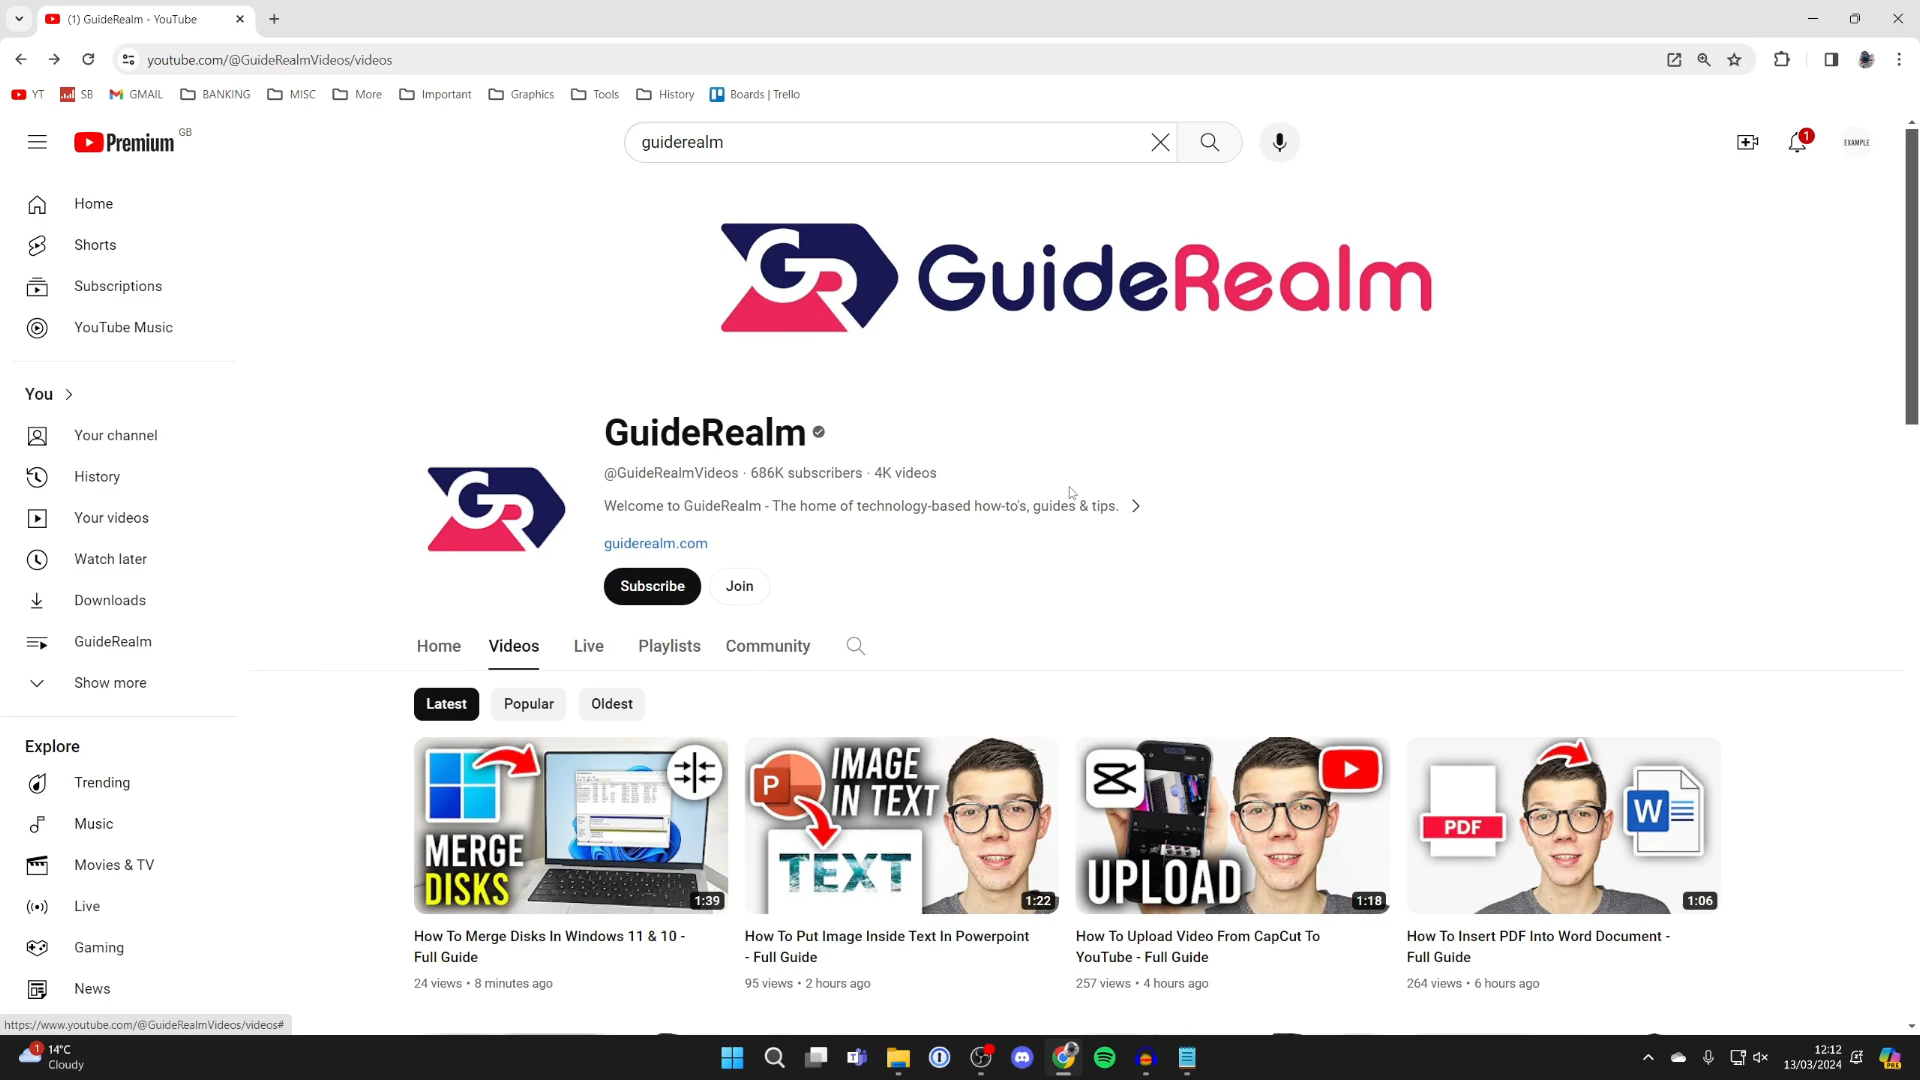 (1) GuideRealm - YouTube
youtube.com/@GuideRealmVideos/videos
YT SB GMAIL BANKING MISC More Important Graphics Tools History Boards | Trello
Premium GB
guiderealm
1
EXAMPLE
Home
Shorts
Subscriptions
YouTube Music
You
Your channel
History
Your videos
Watch later
Downloads
GuideRealm
Show more
Explore
Trending
Music
Movies & TV
Live
Gaming
News
GR GuideRealm
GR
GuideRealm
@GuideRealmVideos · 686K subscribers · 4K videos
Welcome to GuideRealm - The home of technology-based how-to's, guides & tips.
guiderealm.com
Subscribe Join
Home Videos Live Playlists Community
Latest Popular Oldest
MERGE
DISKS
1:39
How To Merge Disks In Windows 11 & 10 -
Full Guide
24 views • 8 minutes ago
P
IMAGE
IN TEXT
TEXT
1:22
How To Put Image Inside Text In Powerpoint
- Full Guide
95 views • 2 hours ago
UPLOAD
1:18
How To Upload Video From CapCut To
YouTube - Full Guide
257 views • 4 hours ago
PDF
W
1:06
How To Insert PDF Into Word Document -
Full Guide
264 views • 6 hours ago
https://www.youtube.com/@GuideRealmVideos/videos#
1
14°C
Cloudy
12:12
13/03/2024
PRE